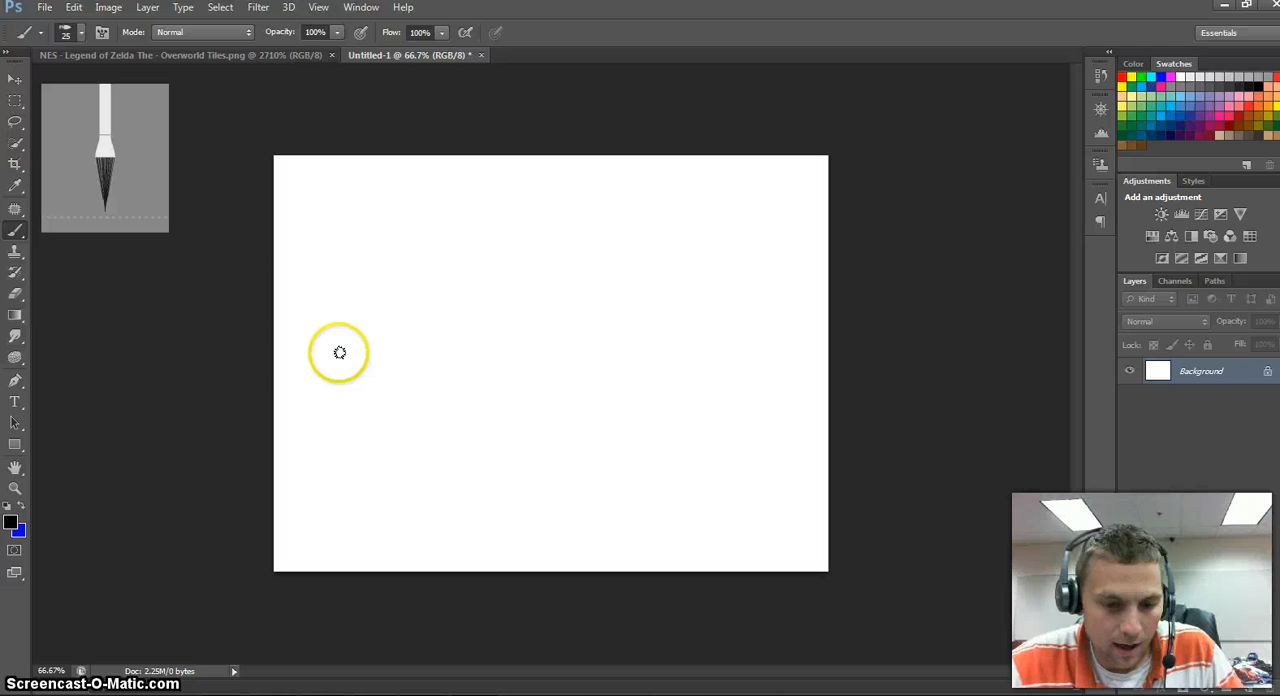 Ps File Edit Image Layer Type Select Filter 3D View Window Help
25 Mode: Normal Opacity: 100% Flow: 100% Essentials
NES - Legend of Zelda The - Overworld Tiles.png @ 2710% (RGB/8) × Untitled-1 @ 66.7% (RGB/8) * ×
Color Swatches
Adjustments Styles
Add an adjustment
Layers Channels Paths
Kind
Normal Opacity: 100%
Lock: Fill: 100%
Background
66.67% Doc: 2.25M/0 bytes
Screencast-O-Matic.com